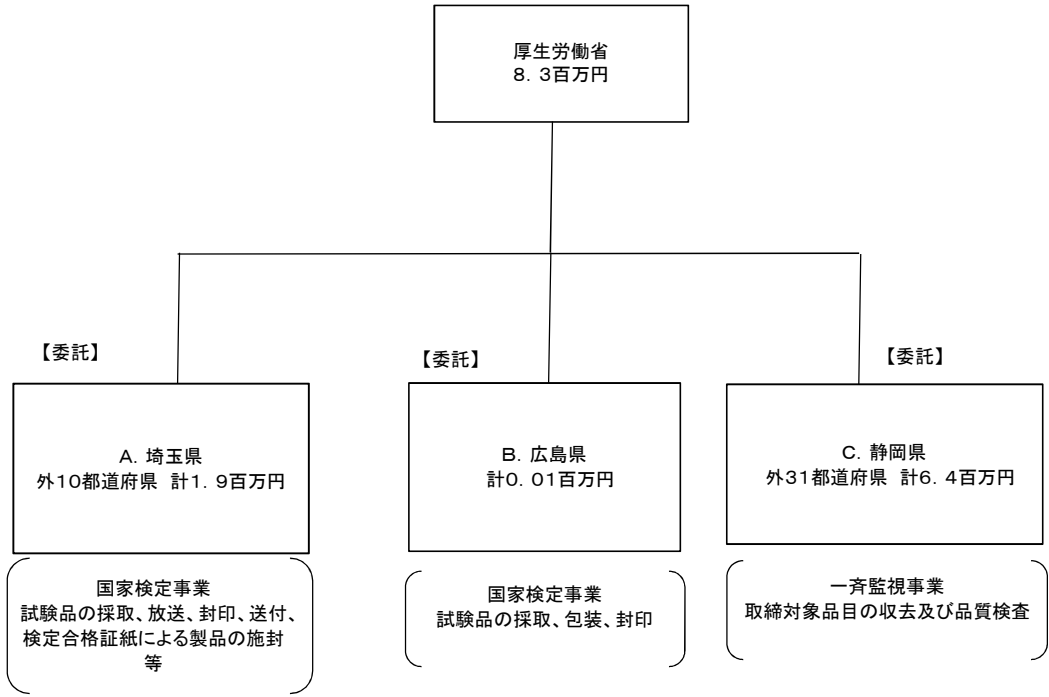 厚生労働省
8．3百万円
【委託】
【委託】
【委託】
A．埼玉県
外10都道府県　計1．9百万円
B．広島県
計0．01百万円
C．静岡県
外31都道府県　計6．4百万円
国家検定事業
試験品の採取、放送、封印、送付、
検定合格証紙による製品の施封
等
国家検定事業
試験品の採取、包装、封印
一斉監視事業
取締対象品目の収去及び品質検査